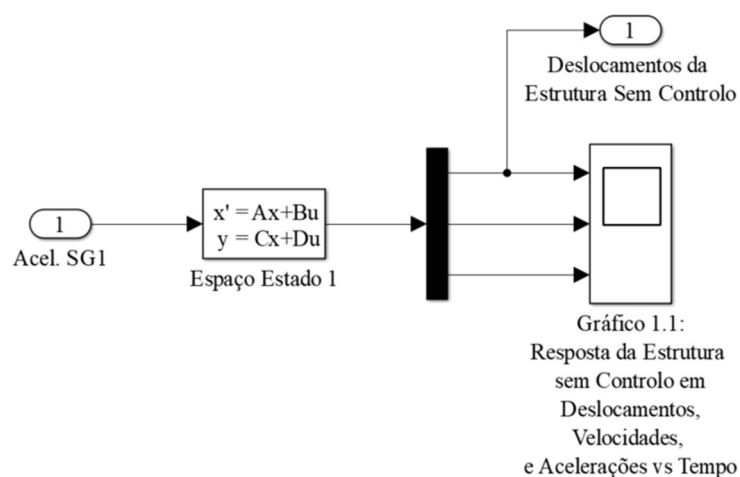 1
Deslocamentos da
Estrutura Sem Controlo
1
Acel. SG1
x' = Ax+Bu
y = Cx+Du
Espaço Estado 1
Gráfico 1.1:
Resposta da Estrutura
sem Controlo em
Deslocamentos,
Velocidades,
e Acelerações vs Tempo